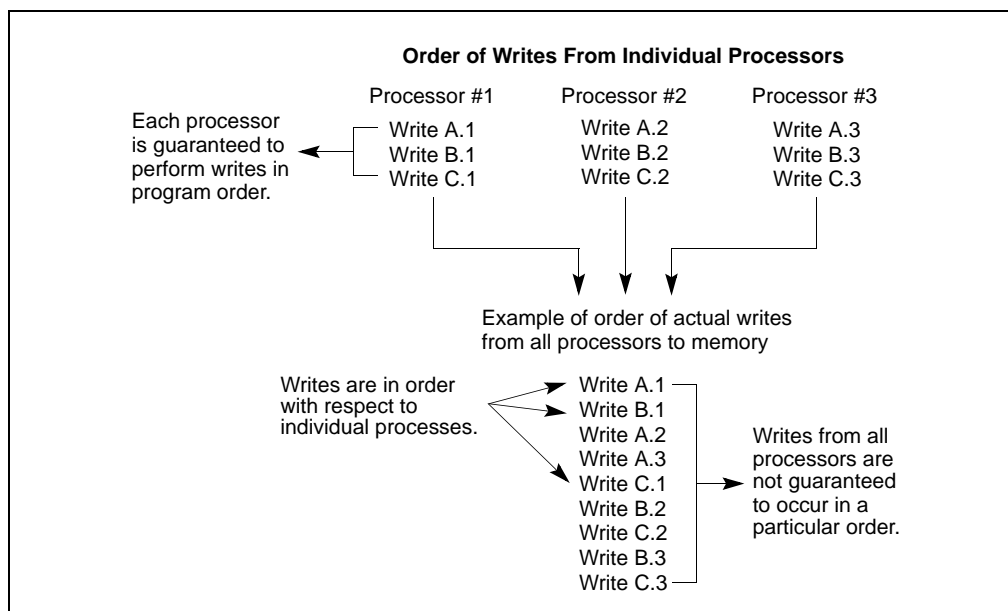 Order of Writes From Individual Processors
Each processor
is guaranteed to
perform writes in
program order.
Processor #1
Write A.1
Write B.1
Write C.1
Processor #2
Write A.2
Write B.2
Write C.2
Processor #3
Write A.3
Write B.3
Write C.3
Example of order of actual writes
from all processors to memory
Writes are in order
with respect to
individual processes.
Write A.1
Write B.1
Write A.2
Write A.3
Write C.1
Write B.2
Write C.2
Write B.3
Write C.3
Writes from all
processors are
not guaranteed
to occur in a
particular order.